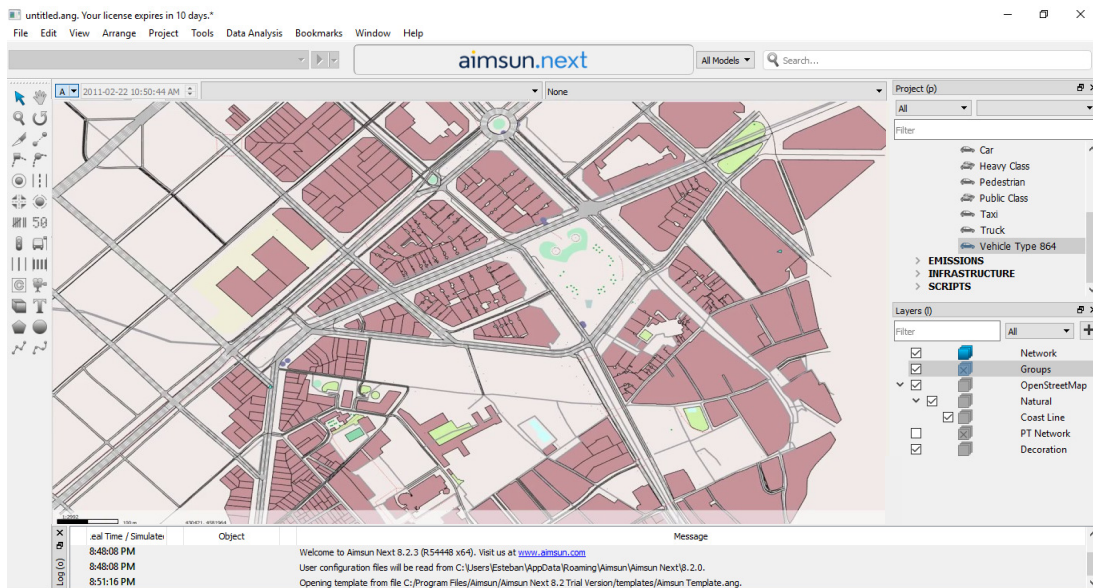 untitled.ang. Your license expires in 10 days.*
File Edit View Arrange Project Tools Data Analysis Bookmarks Window Help
aimsun.next
All Models
Search...
A 2011-02-22 10:50:44 AM
None
Project (p)
All
Filter
Car
Heavy Class
Pedestrian
Public Class
Taxi
Truck
Vehicle Type 864
EMISSIONS
INFRASTRUCTURE
SCRIPTS
50
Layers (l)
Filter All
Network
Groups
OpenStreetMap
Natural
Coast Line
PT Network
Decoration
100 m
Log (o)
.eal Time / Simulate Object Message
8:48:08 PM Welcome to Aimsun Next 8.2.3 (R54448 x64). Visit us at www.aimsun.com
8:48:08 PM User configuration files will be read from C:\Users\Esteban\AppData\Roaming\Aimsun\Aimsun Next\8.2.0.
8:51:16 PM Opening template from file C:/Program Files/Aimsun/Aimsun Next 8.2 Trial Version/templates/Aimsun Template.ang.